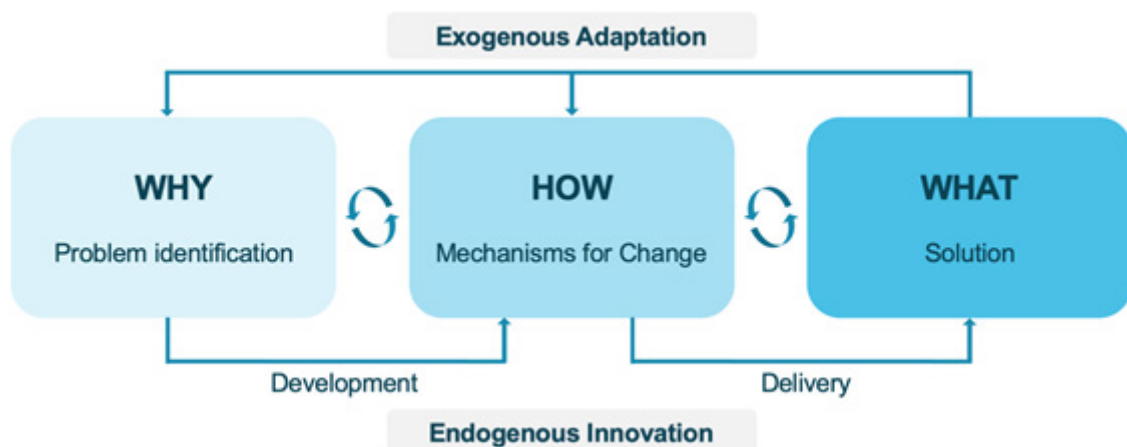 Exogenous Adaptation
WHY
Problem identification
HOW
Mechanisms for Change
WHAT
Solution
Development
Delivery
Endogenous Innovation